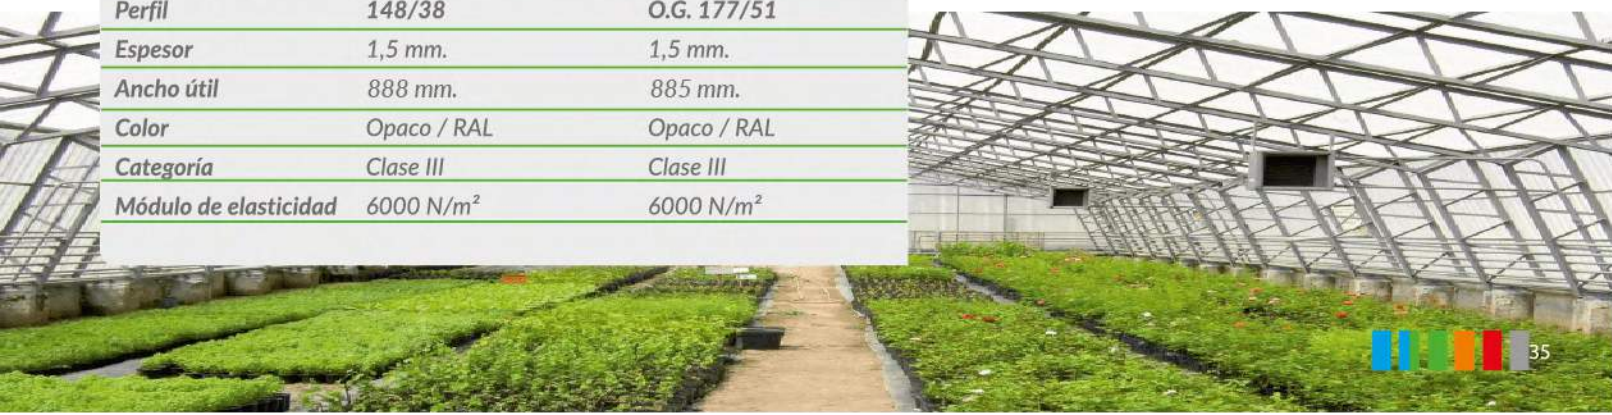 Perfil 148/38 O.G. 177/51
Espesor 1,5 mm. 1,5 mm.
Ancho útil 888 mm. 885 mm.
Color Opaco / RAL Opaco / RAL
Categoría Clase III Clase III
Módulo de elasticidad 6000 N/m² 6000 N/m²
35